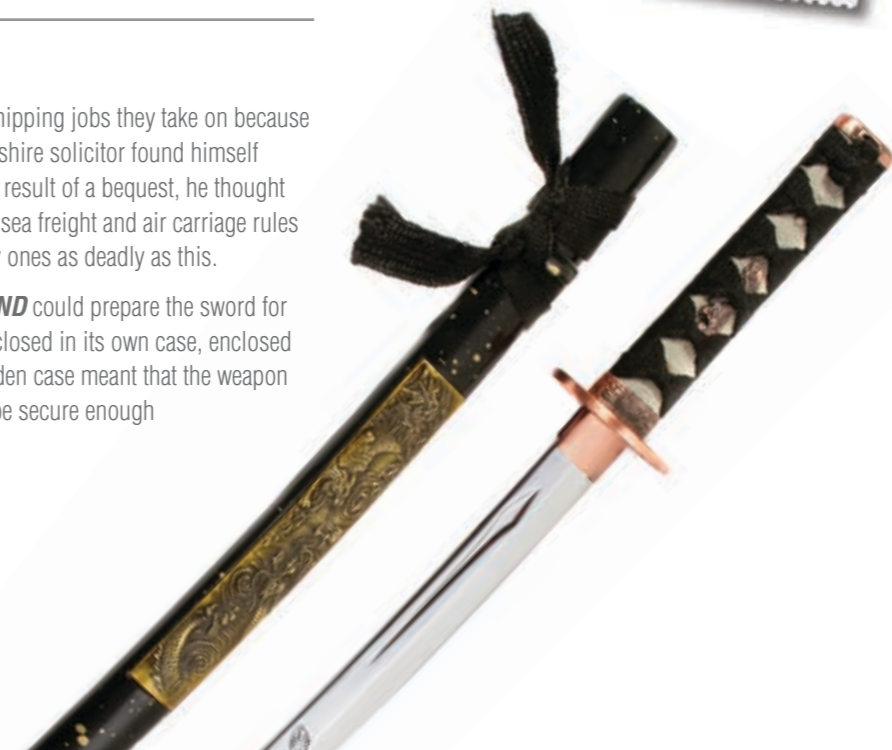 hipping jobs they take on because
shire solicitor found himself
result of a bequest, he thought
sea freight and air carriage rules
ones as deadly as this.
ND could prepare the sword for
closed in its own case, enclosed
den case meant that the weapon
be secure enough